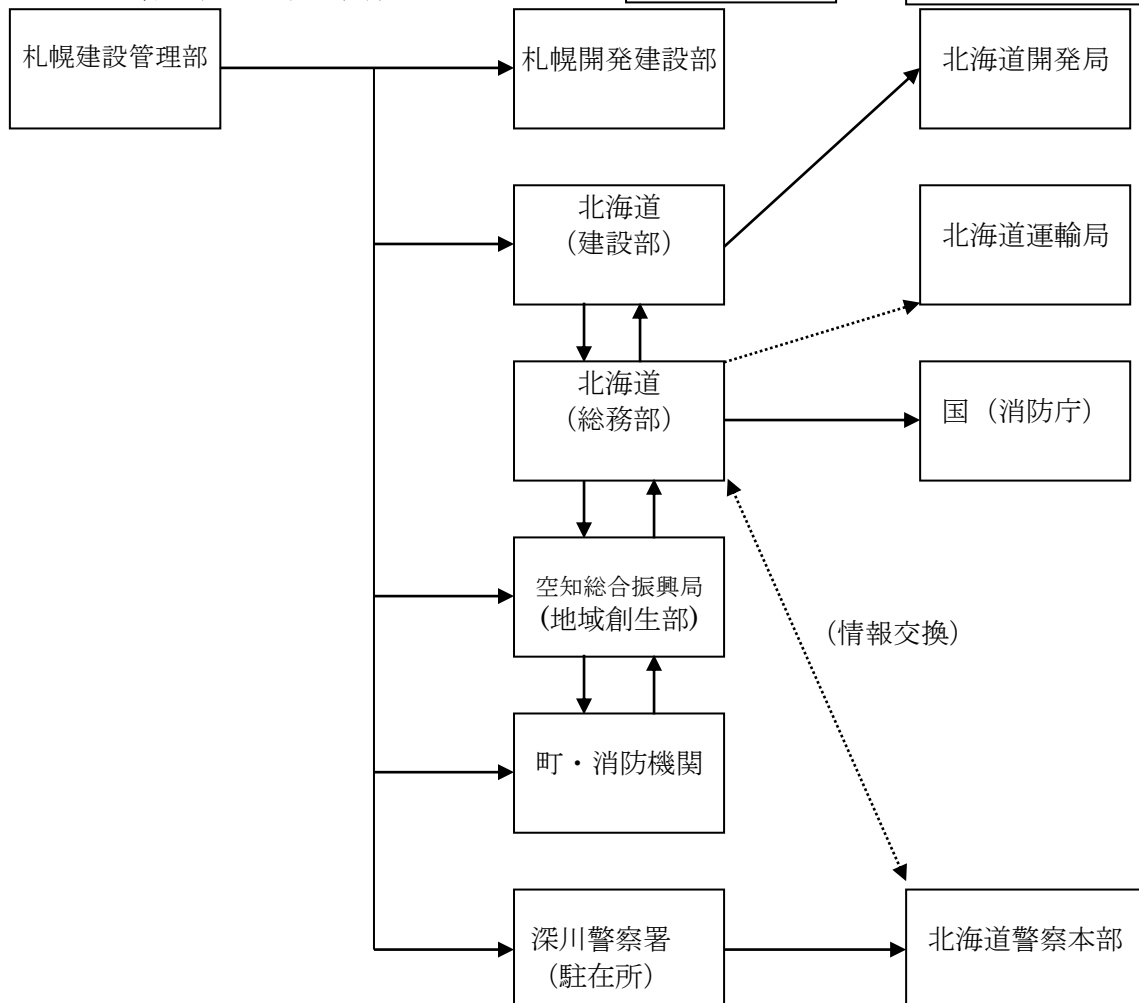 札幌建設管理部
札幌開発建設部
北海道開発局
北海道
（建設部）
北海道運輸局
北海道
（総務部）
国（消防庁）
空知総合振興局
(地域創生部)
（情報交換）
町・消防機関
深川警察署
（駐在所）
北海道警察本部